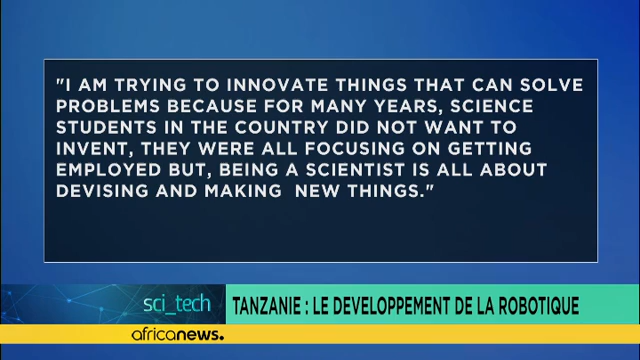 "I AM TRYING TO INNOVATE THINGS THAT CAN SOLVE
PROBLEMS BECAUSE FOR MANY YEARS, SCIENCE
STUDENTS IN THE COUNTRY DID NOT WANT TO
INVENT, THEY WERE ALL FOCUSING ON GETTING
EMPLOYED BUT, BEING A SCIENTIST IS ALL ABOUT
DEVISING AND MAKING  NEW THINGS."
sci_tech
TANZANIE : LE DEVELOPPEMENT DE LA ROBOTIQUE
africanews.